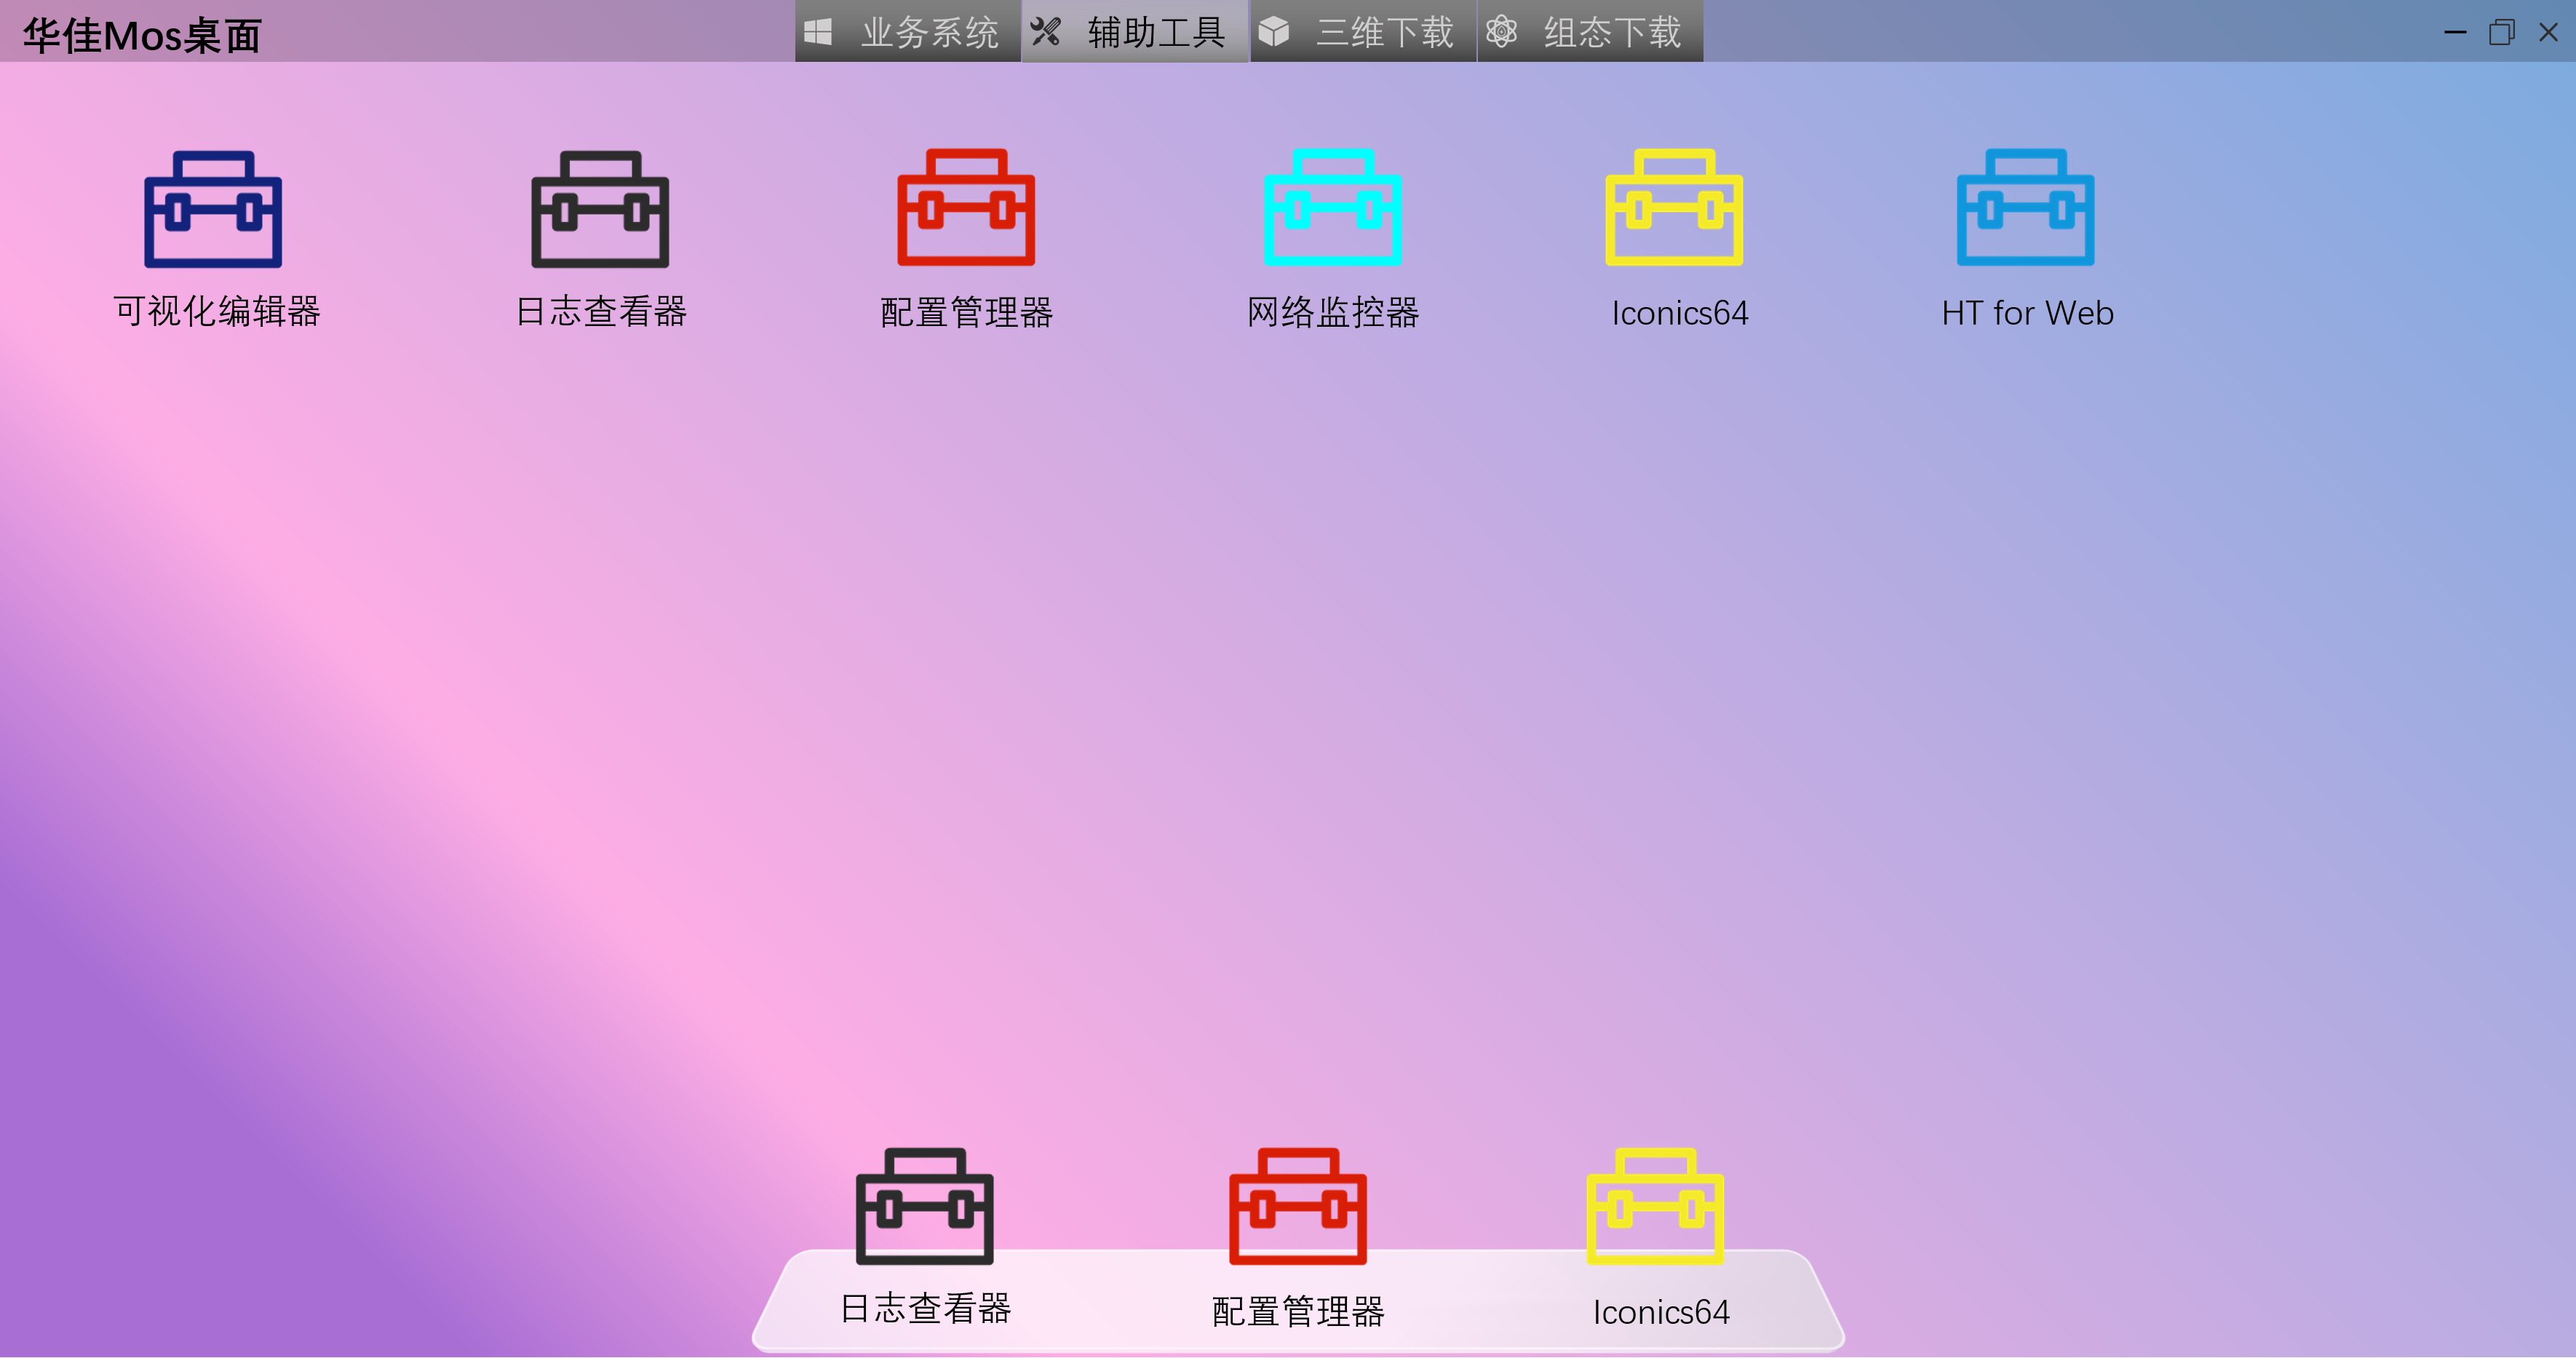 华佳Mos桌面
业务系统
辅助工具
三维下载
组态下载
可视化编辑器
日志查看器
配置管理器
网络监控器
Iconics64
HT for Web
日志查看器
配置管理器
Iconics64